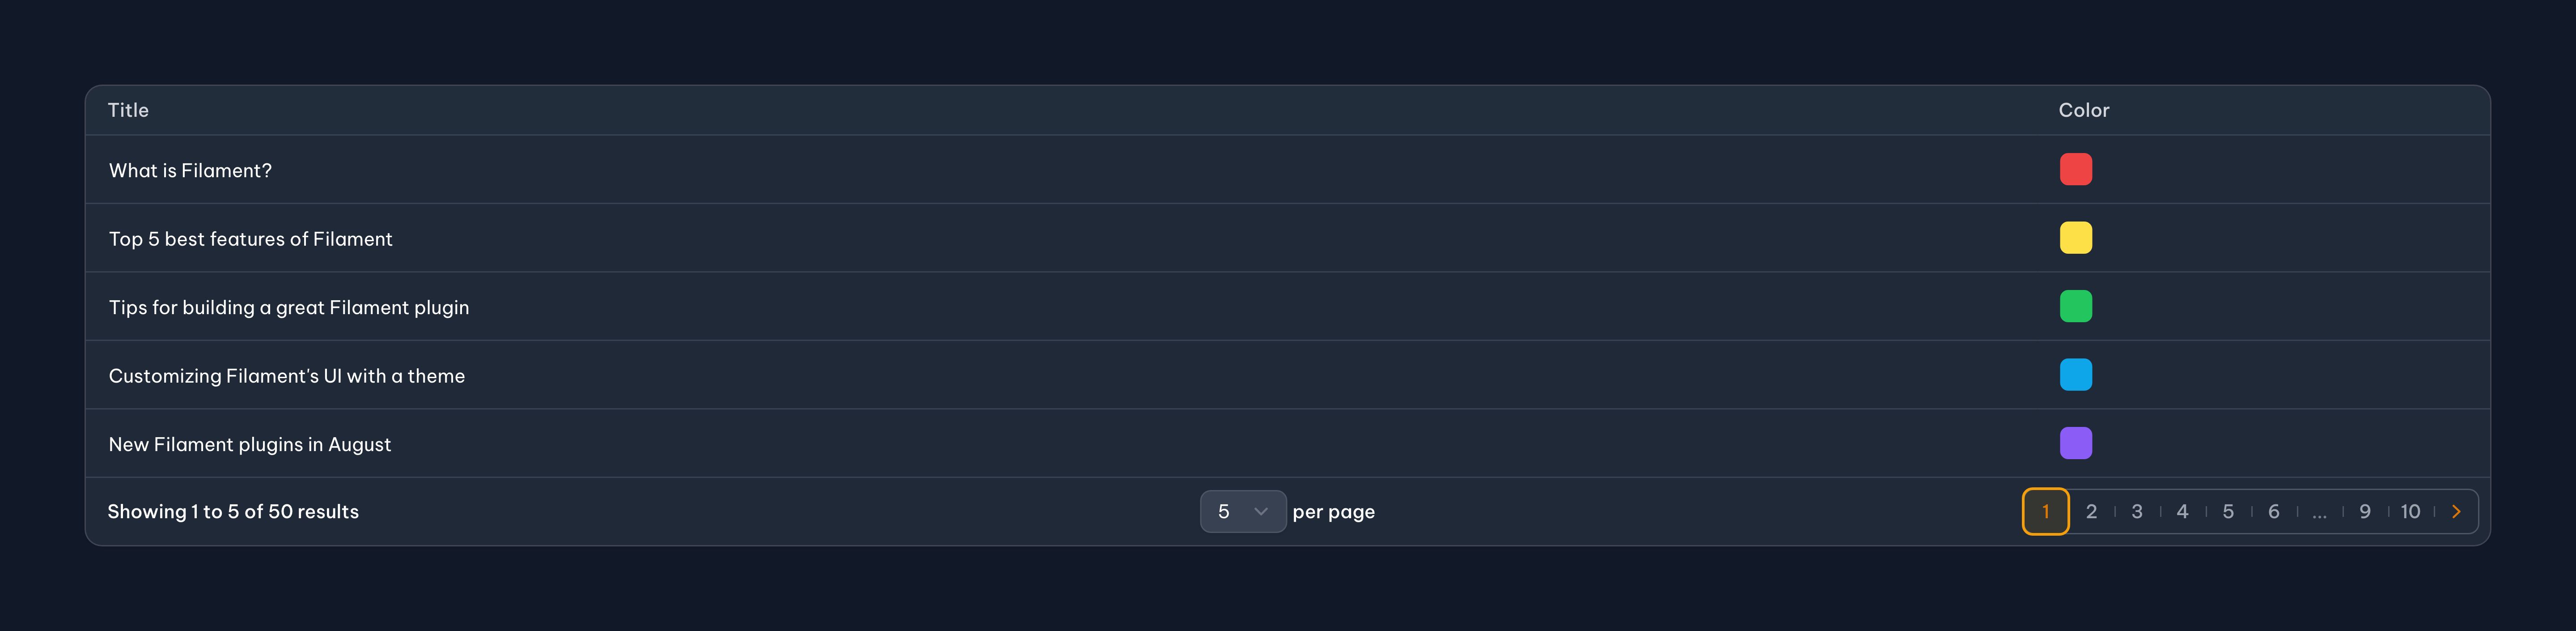 Title Color
What is Filament?
Top 5 best features of Filament
Tips for building a great Filament plugin
Customizing Filament's UI with a theme
New Filament plugins in August
Showing 1 to 5 of 50 results 5 per page 1 2 3 4 5 6 ... 9 10